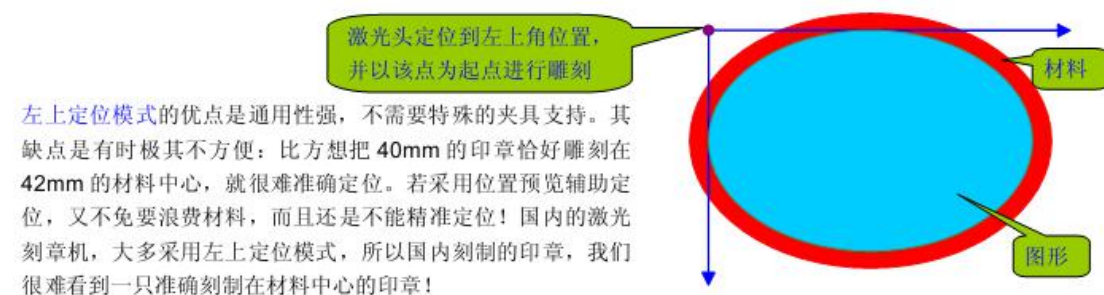 激光头定位到左上角位置，
并以该点为起点进行雕刻
材料
左上定位模式的优点是通用性强，不需要特殊的夹具支持。其
缺点是有时极其不方便：比方想把 40mm 的印章恰好雕刻在
42mm 的材料中心，就很难准确定位。若采用位置预览辅助定
位，又不免要浪费材料，而且还是不能精准定位！国内的激光
刻章机，大多采用左上定位模式，所以国内刻制的印章，我们
很难看到一只准确刻制在材料中心的印章！
图形